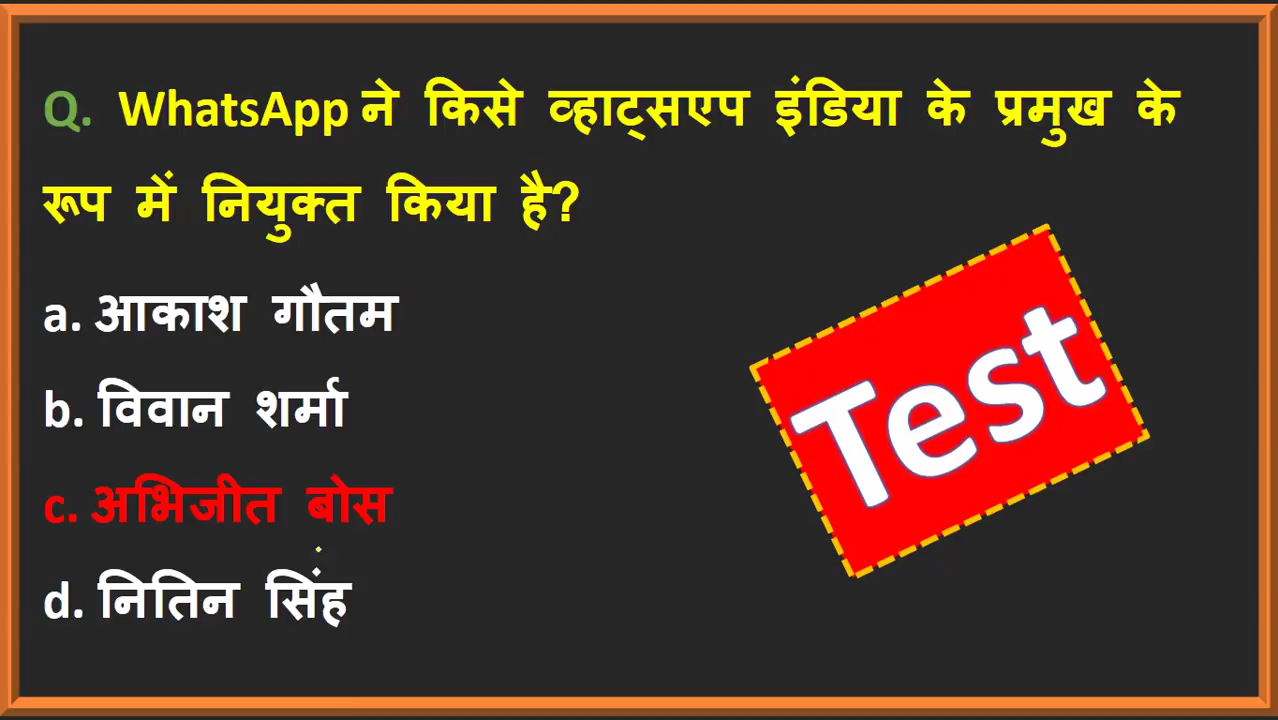 Q. WhatsApp ने किसे व्हाट्सएप इंडिया के प्रमुख के
रूप में नियुक्त किया है?
a. आकाश गौतम
b. विवान शर्मा
c. अभिजीत बोस
d. नितिन सिंह
Test